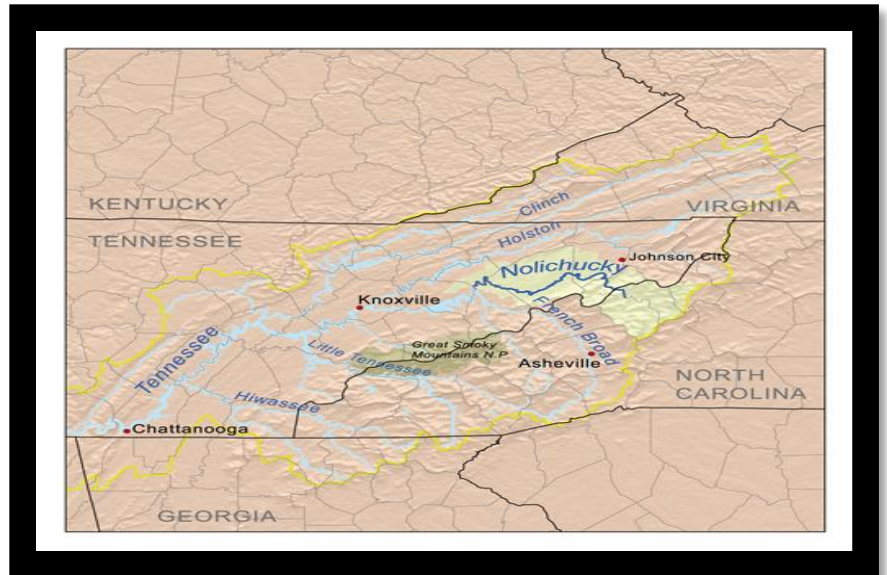 KENTUCKY
Clinch
VIRGINIA
TENNESSEE
Holston
Johnson City
Nolichucky
Knoxville
French Broad
Tennessee
Great Smoky
Mountains N.P
Little Tennessee
Asheville
NORTH
CAROLINA
Hiwassee
Chattanooga
GEORGIA